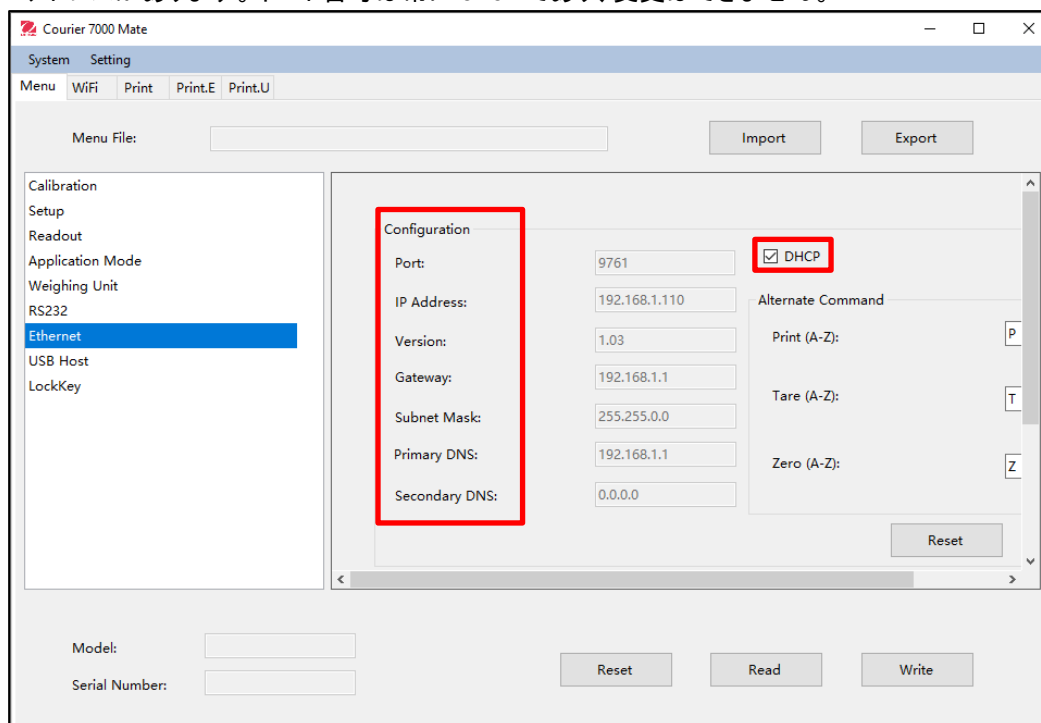 Courier 7000 Mate
System Setting
Menu WiFi Print Print.E Print.U
Menu File: Import Export
Calibration
Setup
Readout
Application Mode
Weighing Unit
RS232
Ethernet
USB Host
LockKey
Configuration
Port: 9761
DHCP
IP Address: 192.168.1.110
Version: 1.03
Gateway: 192.168.1.1
Subnet Mask: 255.255.0.0
Primary DNS: 192.168.1.1
Secondary DNS: 0.0.0.0
Alternate Command
Print (A-Z): P
Tare (A-Z): T
Zero (A-Z): Z
Reset
Model:
Serial Number:
Reset Read Write